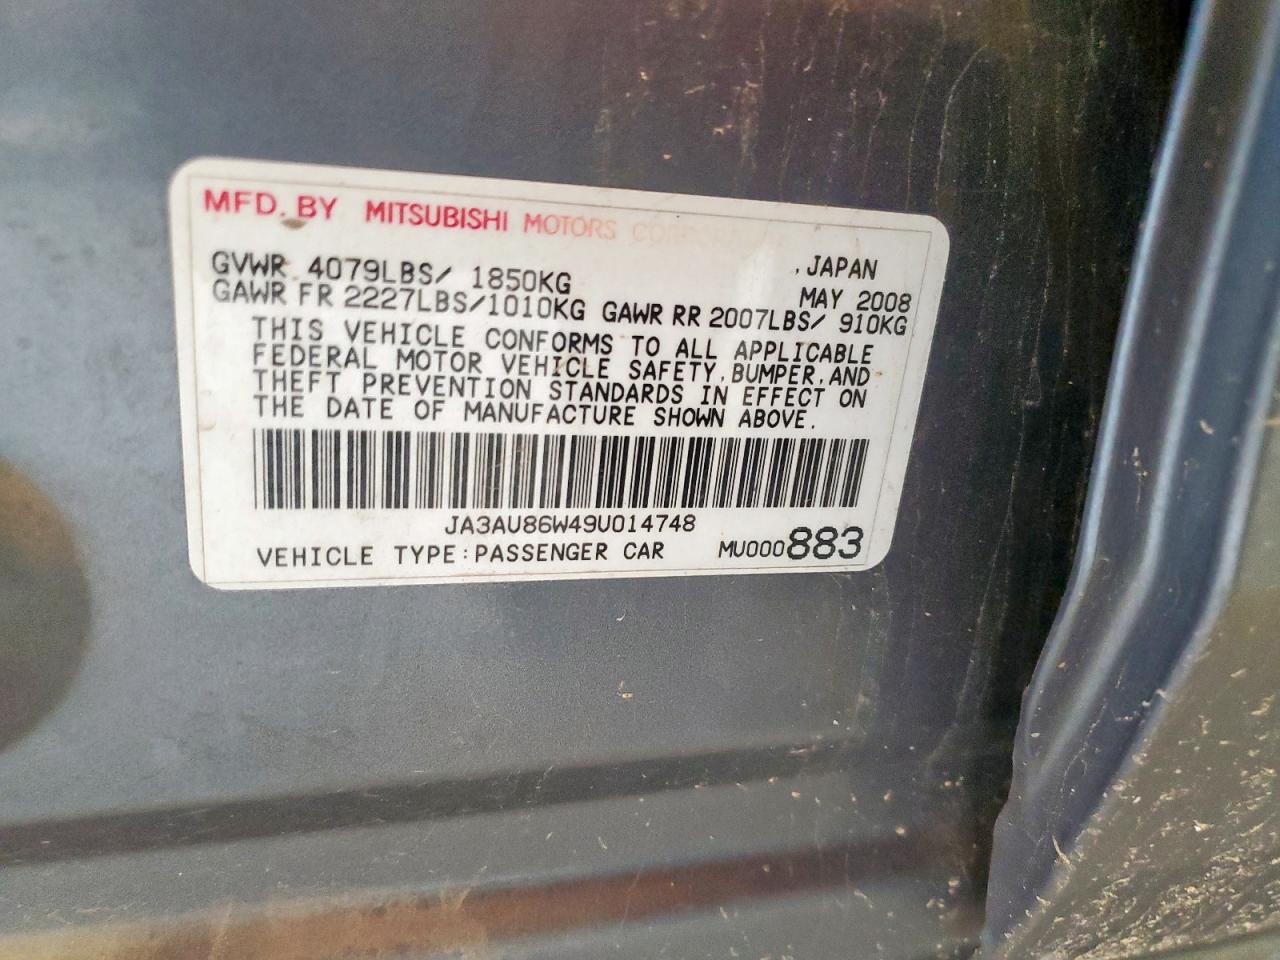 MFD. BY MITSUBISHI MOTORS CORPORATION
GVWR 4079LBS/ 1850KG , JAPAN
MAY 2008
GAWR FR 2227LBS/1010KG GAWR RR 2007LBS/ 910KG
THIS VEHICLE CONFORMS TO ALL APPLICABLE
FEDERAL MOTOR VEHICLE SAFETY, BUMPER, AND
THEFT PREVENTION STANDARDS IN EFFECT ON
THE DATE OF MANUFACTURE SHOWN ABOVE.
JA3AU86W49U014748
VEHICLE TYPE: PASSENGER CAR MU000883